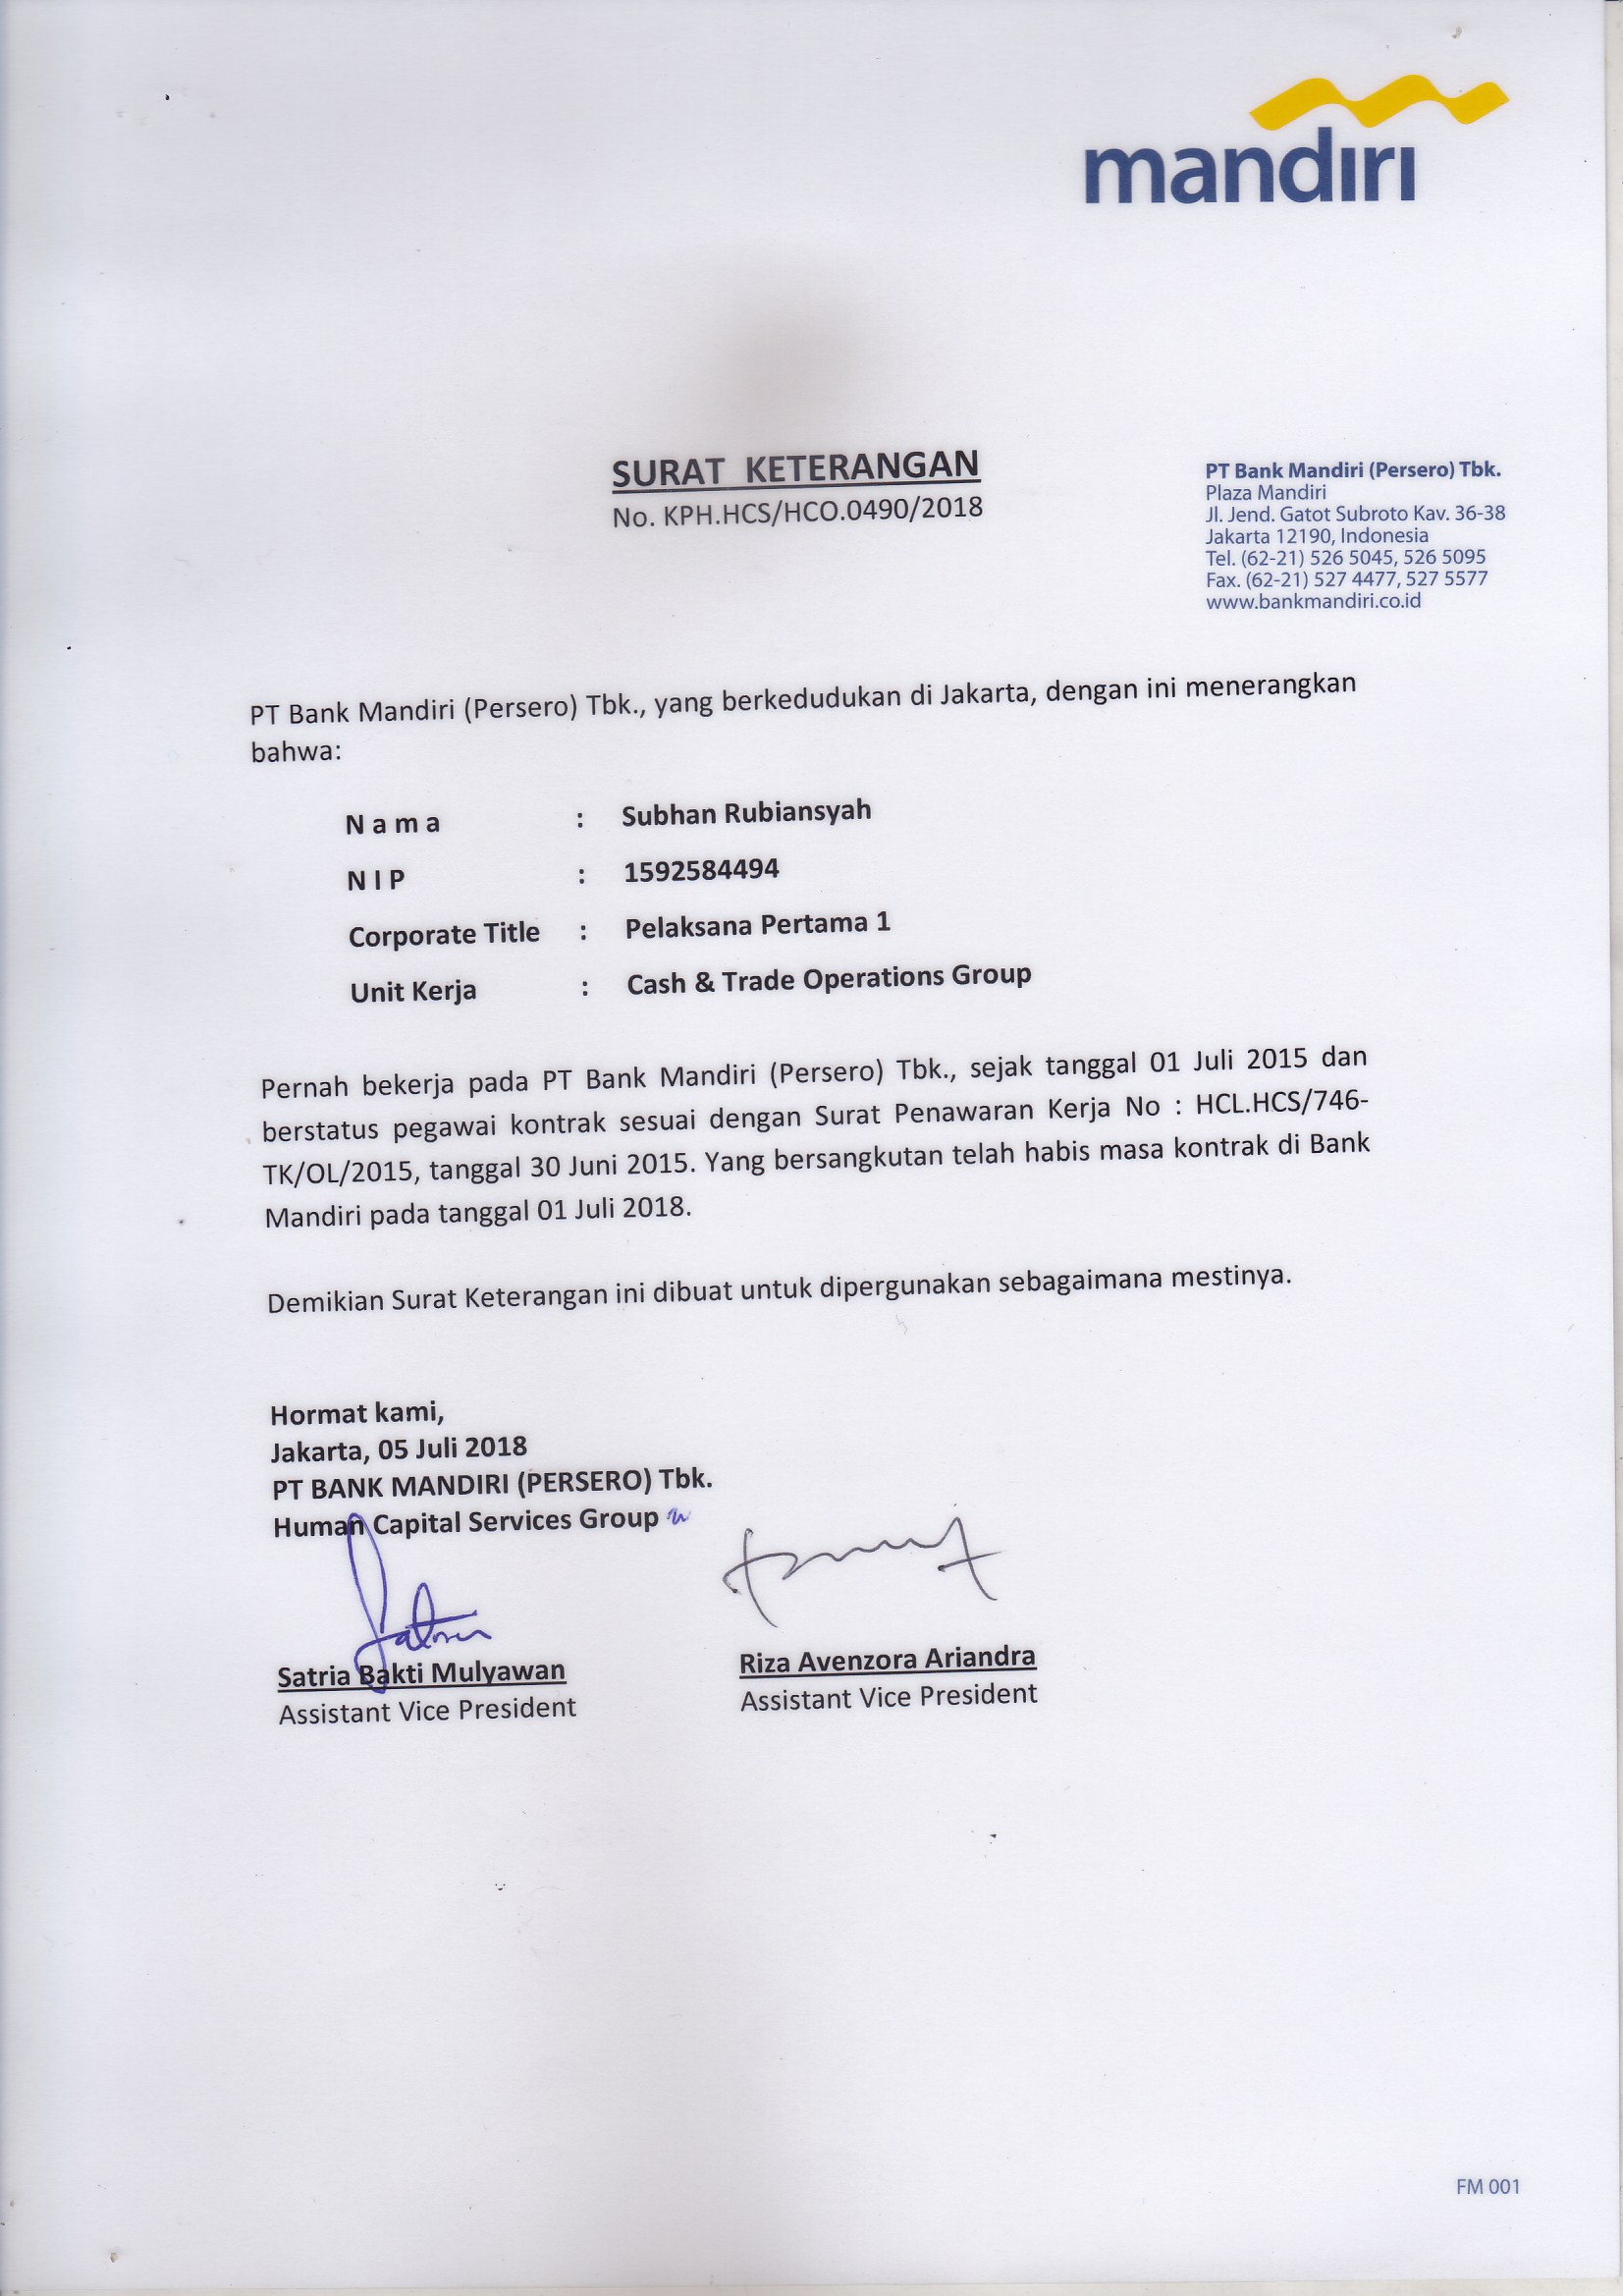 mandırı
SURAT KETERANGAN
No. KPH.HCS/HCO.0490/2018
PT Bank Mandiri (Persero) Tbk.
Plaza Mandiri
Jl. Jend. Gatot Subroto Kav. 36-38
Jakarta 12190, Indonesia
Tel. (62-21) 526 5045, 526 5095
Fax. (62-21) 527 4477, 527 5577
www.bankmandiri.co.id
PT Bank Mandiri (Persero) Tbk., yang berkedudukan di Jakarta, dengan ini menerangkan
bahwa:
N a m a : Subhan Rubiansyah
N I P : 1592584494
Corporate Title : Pelaksana Pertama 1
Unit Kerja : Cash & Trade Operations Group
Pernah bekerja pada PT Bank Mandiri (Persero) Tbk., sejak tanggal 01 Juli 2015 dan
berstatus pegawai kontrak sesuai dengan Surat Penawaran Kerja No : HCL.HCS/746-
TK/OL/2015, tanggal 30 Juni 2015. Yang bersangkutan telah habis masa kontrak di Bank
Mandiri pada tanggal 01 Juli 2018.
Demikian Surat Keterangan ini dibuat untuk dipergunakan sebagaimana mestinya.
Hormat kami,
Jakarta, 05 Juli 2018
PT BANK MANDIRI (PERSERO) Tbk.
Human Capital Services Group
Satria Bakti Mulyawan
Assistant Vice President
Riza Avenzora Ariandra
Assistant Vice President
FM 001